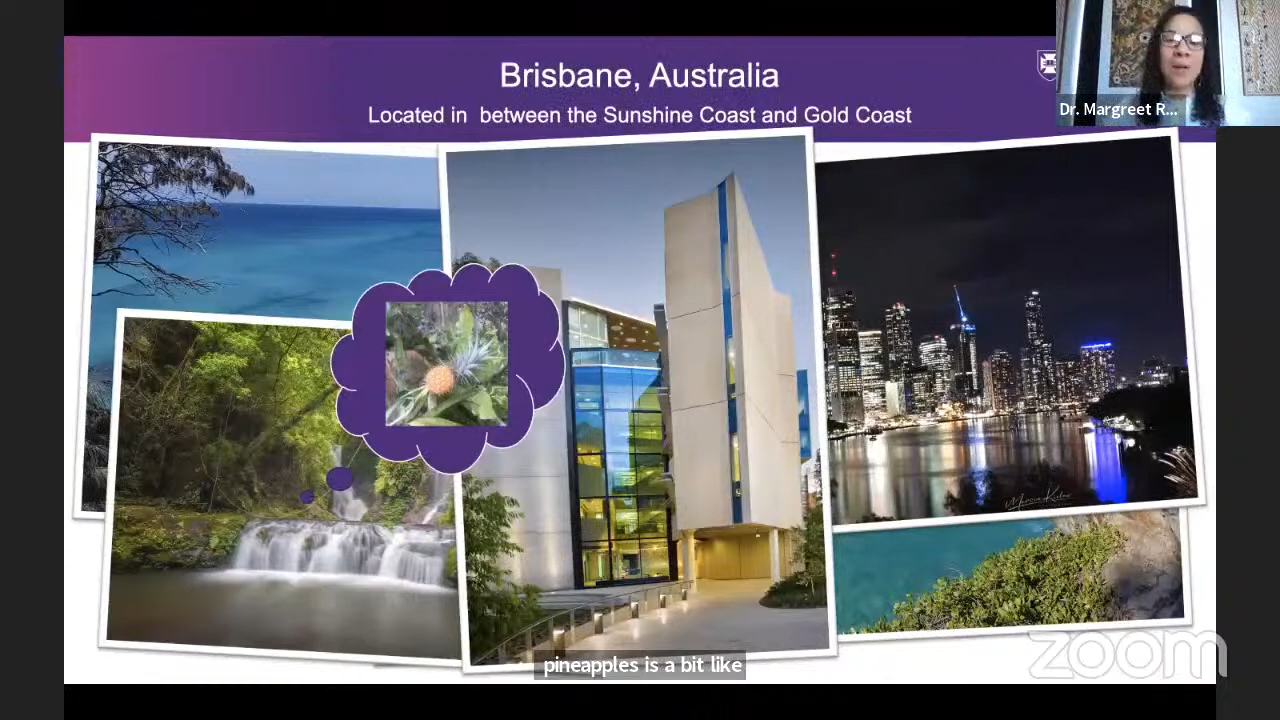 Brisbane, Australia
Located in between the Sunshine Coast and Gold Coast
Dr. Margreet R...
pineapples is a bit like
zoom